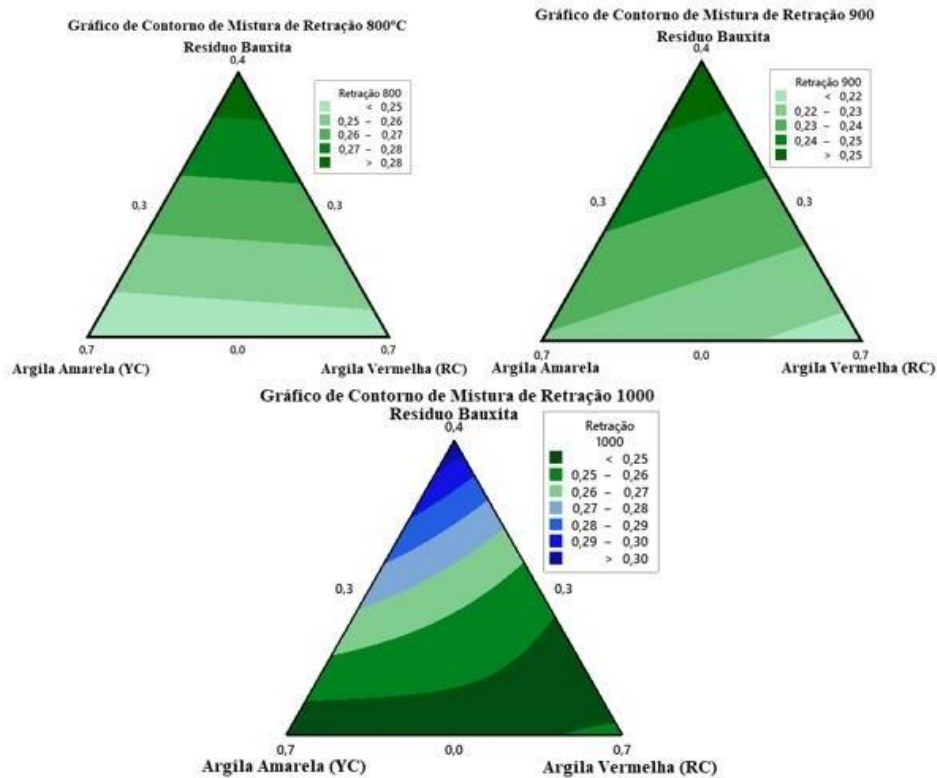 Gráfico de Contorno de Mistura de Retração 800ºC
Resíduo Bauxita
0,4
Retração 800
< 0,25
0,25 – 0,26
0,26 – 0,27
0,27 – 0,28
> 0,28
0,3
0,3
0,7
0,0
0,7
Argila Amarela (YC)
Argila Vermelha (RC)
Gráfico de Contorno de Mistura de Retração 900
Resíduo Bauxita
0,4
Retração 900
< 0,22
0,22 – 0,23
0,23 – 0,24
0,24 – 0,25
> 0,25
0,3
0,3
0,7
0,0
0,7
Argila Amarela
Argila Vermelha (RC)
Gráfico de Contorno de Mistura de Retração 1000
Resíduo Bauxita
0,4
Retração
1000
< 0,25
0,25 – 0,26
0,26 – 0,27
0,27 – 0,28
0,28 – 0,29
0,29 – 0,30
> 0,30
0,3
0,3
0,7
0,0
0,7
Argila Amarela (YC)
Argila Vermelha (RC)